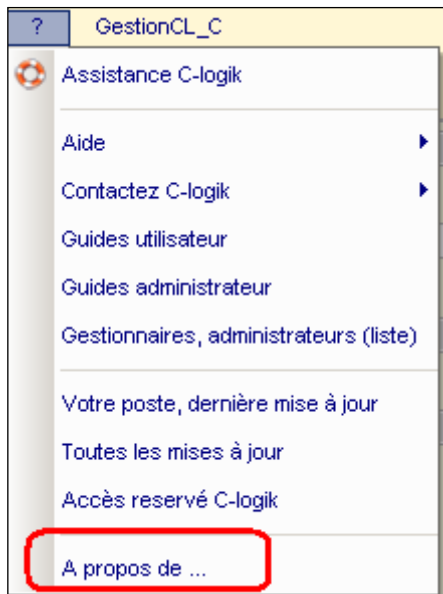 ? GestionCL_C
Assistance C-logik
Aide
Contactez C-logik
Guides utilisateur
Guides administrateur
Gestionnaires, administrateurs (liste)
Votre poste, dernière mise à jour
Toutes les mises à jour
Accès reservé C-logik
A propos de ...